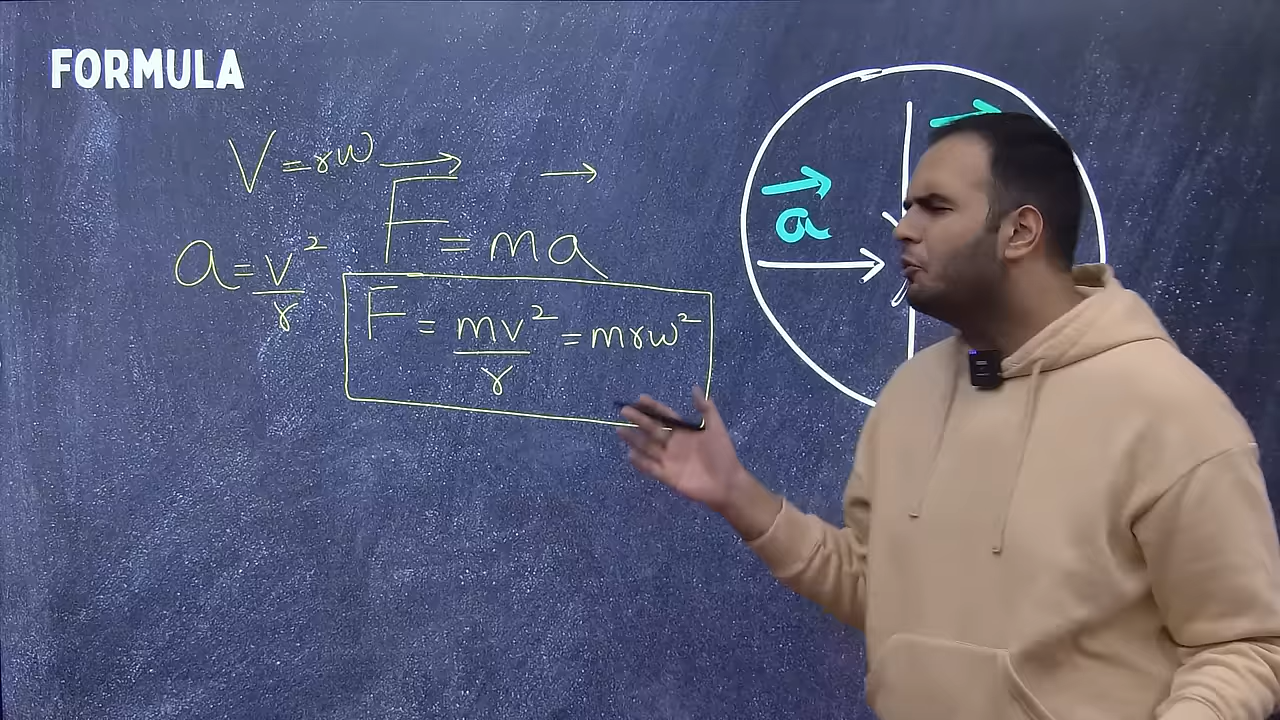 FORMULA
V = rω
F = ma
a = v²/r
F = mv²/r = mrω²
a